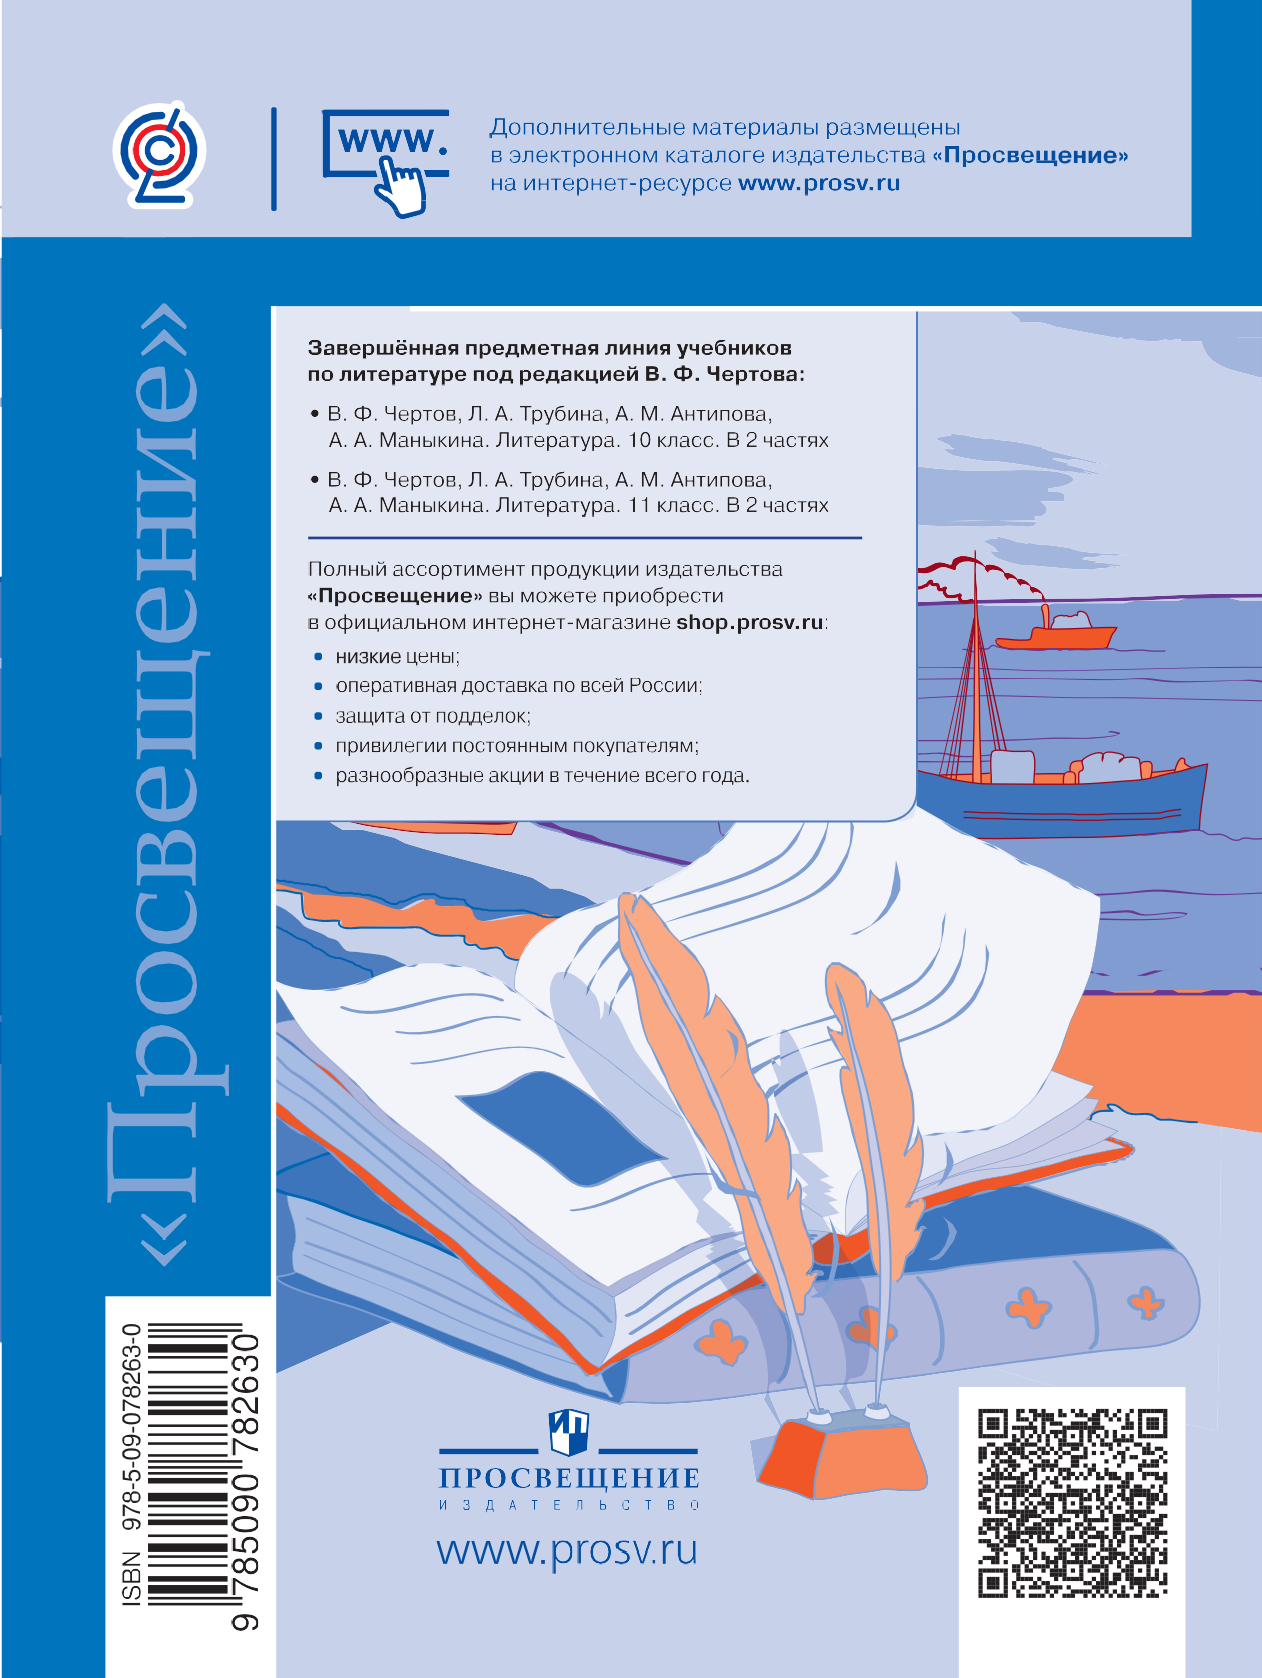 www.
Дополнительные материалы размещены
в электронном каталоге издательства «Просвещение»
на интернет-ресурсе www.prosv.ru
«Просвещение»
Завершённая предметная линия учебников
по литературе под редакцией В. Ф. Чертова:
• В. Ф. Чертов, Л. А. Трубина, А. М. Антипова,
А. А. Маныкина. Литература. 10 класс. В 2 частях
• В. Ф. Чертов, Л. А. Трубина, А. М. Антипова,
А. А. Маныкина. Литература. 11 класс. В 2 частях
Полный ассортимент продукции издательства
«Просвещение» вы можете приобрести
в официальном интернет-магазине shop.prosv.ru:
• низкие цены;
• оперативная доставка по всей России;
• защита от подделок;
• привилегии постоянным покупателям;
• разнообразные акции в течение всего года.
ISBN 978-5-09-078263-0
9 785090 782630
ИП
ПРОСВЕЩЕНИЕ
ИЗДАТЕЛЬСТВО
www.prosv.ru